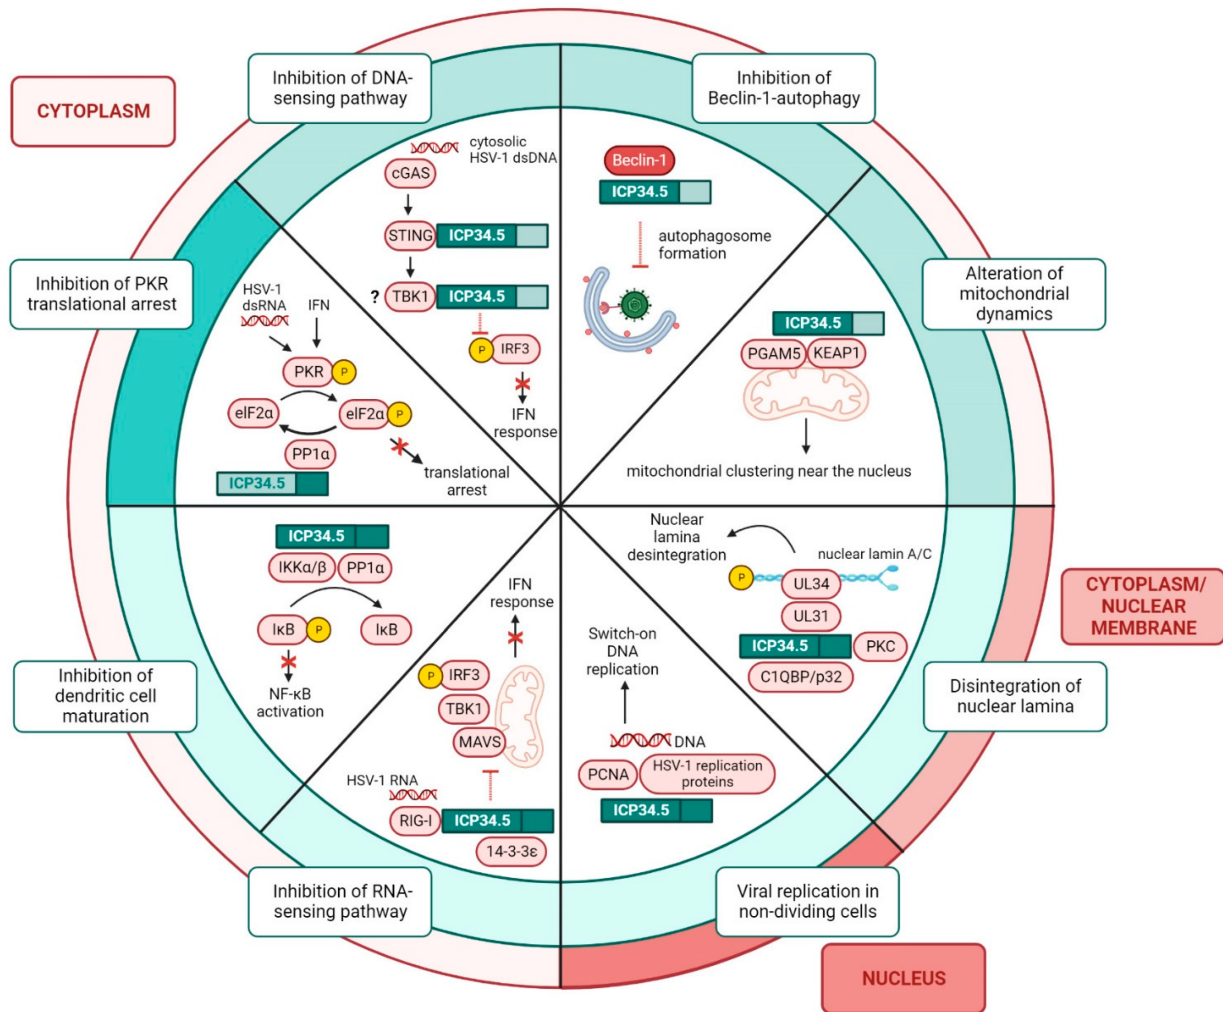 CYTOPLASM
Inhibition of DNA-
sensing pathway
cytosolic
HSV-1 dsDNA
cGAS
STING
ICP34.5
?
TBK1
ICP34.5
P
IRF3
IFN
response
Inhibition of
Beclin-1-autophagy
Beclin-1
ICP34.5
autophagosome
formation
Alteration of
mitochondrial
dynamics
ICP34.5
PGAM5
KEAP1
mitochondrial clustering near the nucleus
Inhibition of PKR
translational arrest
HSV-1
dsRNA
IFN
PKR
P
eIF2α
eIF2α
P
PP1α
ICP34.5
translational
arrest
Inhibition of
dendritic cell
maturation
ICP34.5
IKKα/β
PP1α
IκB
P
IκB
NF-κB
activation
Inhibition of RNA-
sensing pathway
IFN
response
P
IRF3
TBK1
MAVS
HSV-1 RNA
RIG-I
ICP34.5
14-3-3ε
Viral replication in
non-dividing cells
Switch-on
DNA
replication
DNA
PCNA
HSV-1 replication
proteins
ICP34.5
NUCLEUS
Disintegration of
nuclear lamina
Nuclear
lamina
desintegration
nuclear lamin A/C
P
UL34
UL31
ICP34.5
PKC
C1QBP/p32
CYTOPLASM/
NUCLEAR
MEMBRANE